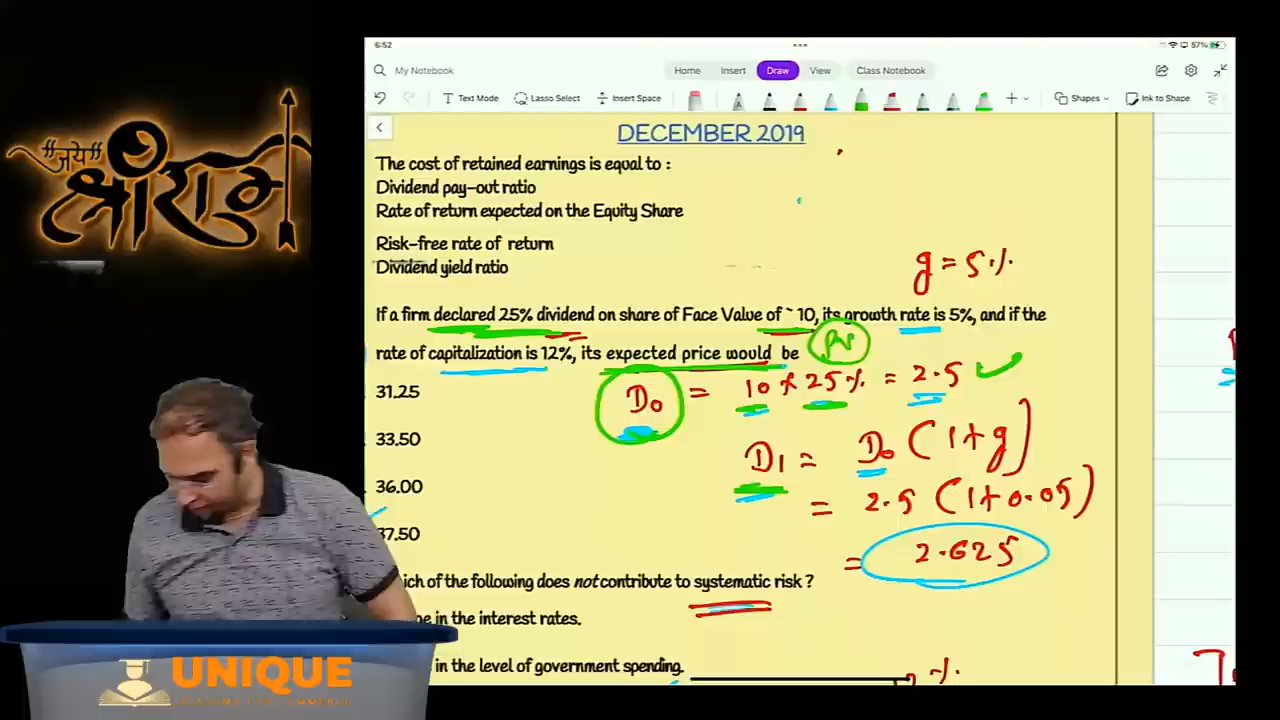 "जय"
श्री राम
6:52
57%
My Notebook
Home Insert Draw View Class Notebook
Text Mode Lasso Select Insert Space Shapes Ink to Shape
DECEMBER 2019
The cost of retained earnings is equal to :
Dividend pay-out ratio
Rate of return expected on the Equity Share
Risk-free rate of return
Dividend yield ratio
g = 5%
If a firm declared 25% dividend on share of Face Value of ` 10, its growth rate is 5%, and if the
rate of capitalization is 12%, its expected price would be
31.25
D₀ = 10 × 25% = 2.5 ✓
33.50
D₁ = D₀ (1+g)
36.00
= 2.5 (1+0.05)
37.50
= 2.625
ich of the following does not contribute to systematic risk ?
e in the interest rates.
in the level of government spending.
%
UNIQUE